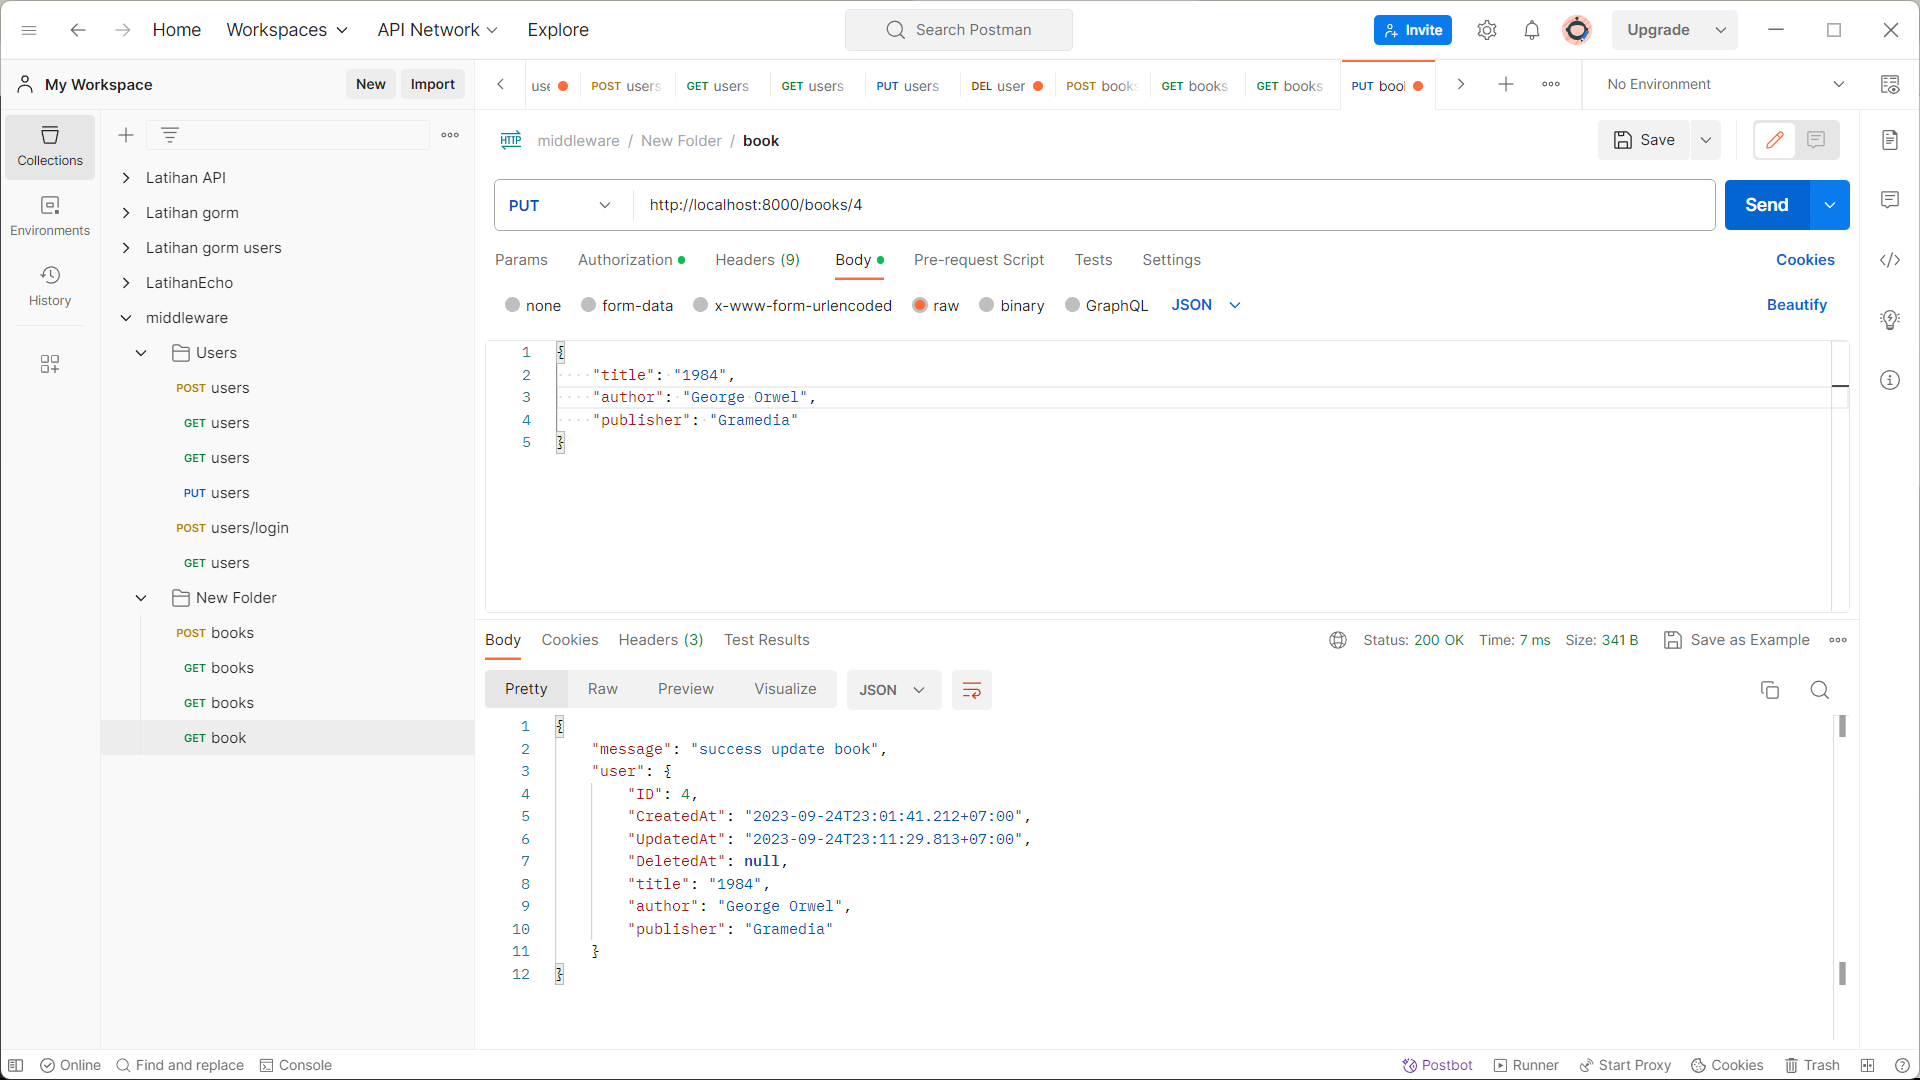 Home Workspaces API Network Explore Search Postman Invite Upgrade
My Workspace New Import
use POST users GET users GET users PUT users DEL user POST books GET books GET books PUT book No Environment
Collections
Environments
History
Latihan API
Latihan gorm
Latihan gorm users
LatihanEcho
middleware
Users
POST users
GET users
GET users
PUT users
POST users/login
GET users
New Folder
POST books
GET books
GET books
GET book
HTTP middleware / New Folder / book Save
PUT http://localhost:8000/books/4 Send
Params Authorization Headers (9) Body Pre-request Script Tests Settings Cookies
none form-data x-www-form-urlencoded raw binary GraphQL JSON Beautify
1 {
2 "title": "1984",
3 "author": "George Orwel",
4 "publisher": "Gramedia"
5 }
Body Cookies Headers (3) Test Results Status: 200 OK Time: 7 ms Size: 341 B Save as Example
Pretty Raw Preview Visualize JSON
1 {
2 "message": "success update book",
3 "user": {
4 "ID": 4,
5 "CreatedAt": "2023-09-24T23:01:41.212+07:00",
6 "UpdatedAt": "2023-09-24T23:11:29.813+07:00",
7 "DeletedAt": null,
8 "title": "1984",
9 "author": "George Orwel",
10 "publisher": "Gramedia"
11 }
12 }
Online Find and replace Console Postbot Runner Start Proxy Cookies Trash